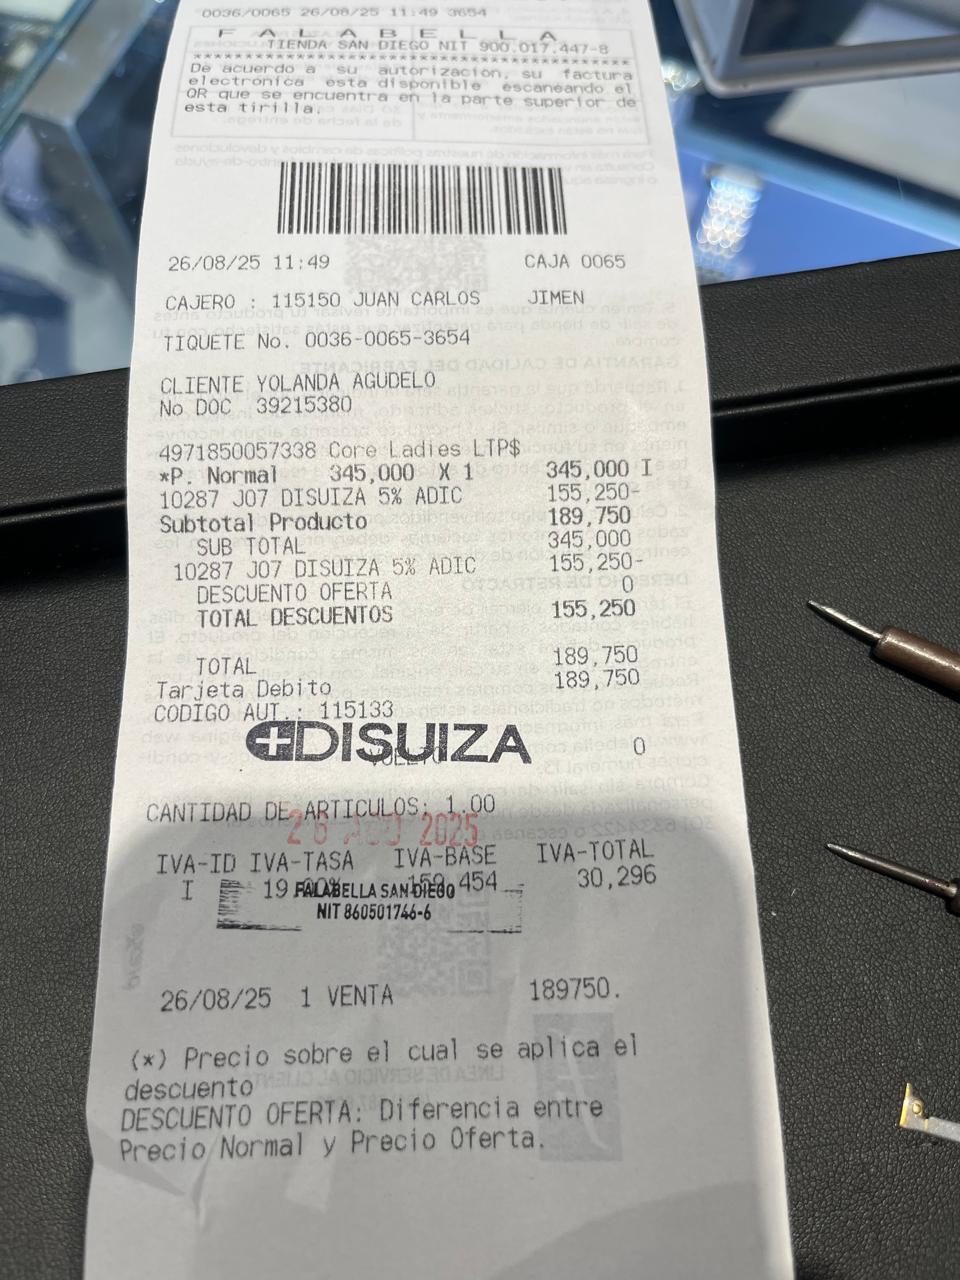 0036/0065 26/08/25 11:49 3654
F A L A B E L L A
TIENDA SAN DIEGO NIT 900.017.447-8
****************************************
De acuerdo a su autorizacion, su factura
electronica esta disponible escaneando el
QR que se encuentra en la parte superior de
esta tirilla.
26/08/25 11:49 CAJA 0065
CAJERO : 115150 JUAN CARLOS JIMEN
TIQUETE No. 0036-0065-3654
CLIENTE YOLANDA AGUDELO
No DOC 39215380
4971850057338 Core Ladies LTP$
*P. Normal 345,000 X 1 345,000 I
10287 J07 DISUIZA 5% ADIC 155,250-
Subtotal Producto 189,750
SUB TOTAL 345,000
10287 J07 DISUIZA 5% ADIC 155,250-
DESCUENTO OFERTA 0
TOTAL DESCUENTOS 155,250
TOTAL 189,750
Tarjeta Debito 189,750
CODIGO AUT.: 115133
DISUIZA
VUELTO 0
CANTIDAD DE ARTICULOS: 1.00
26 AGO 2025
IVA-ID IVA-TASA IVA-BASE IVA-TOTAL
I 19 454 30,296
FALABELLA SAN DIEGO
NIT 860501746-6
26/08/25 1 VENTA 189750.
(*) Precio sobre el cual se aplica el
descuento
DESCUENTO OFERTA: Diferencia entre
Precio Normal y Precio Oferta.